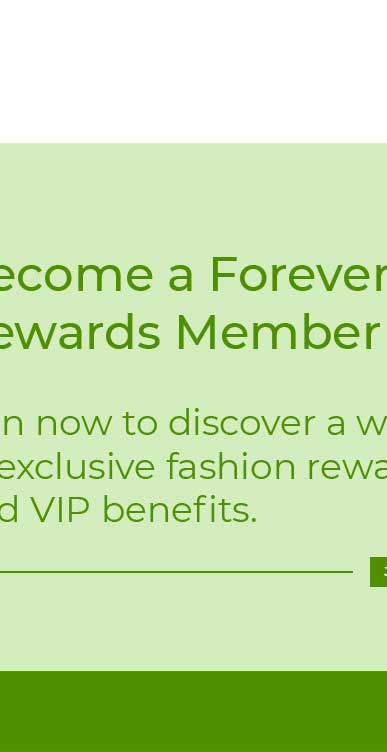 ecome a Forever
ewards Member
n now to discover a w
exclusive fashion rewa
d VIP benefits.